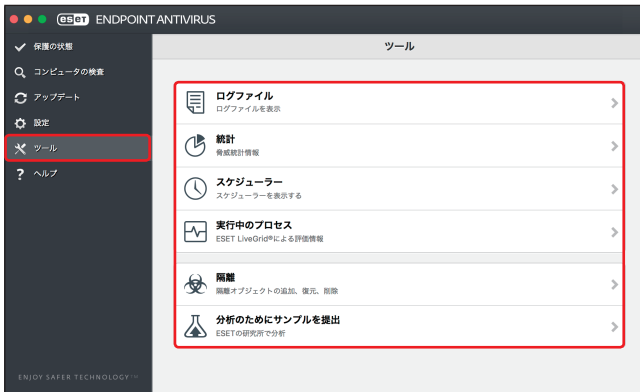 eset ENDPOINT ANTIVIRUS
保護の状態
コンピュータの検査
アップデート
設定
ツール
? ヘルプ
ENJOY SAFER TECHNOLOGY™
ツール
ログファイル
ログファイルを表示
統計
脅威統計情報
スケジューラー
スケジューラーを表示する
実行中のプロセス
ESET LiveGrid®による評価情報
隔離
隔離オブジェクトの追加、復元、削除
分析のためにサンプルを提出
ESETの研究所で分析